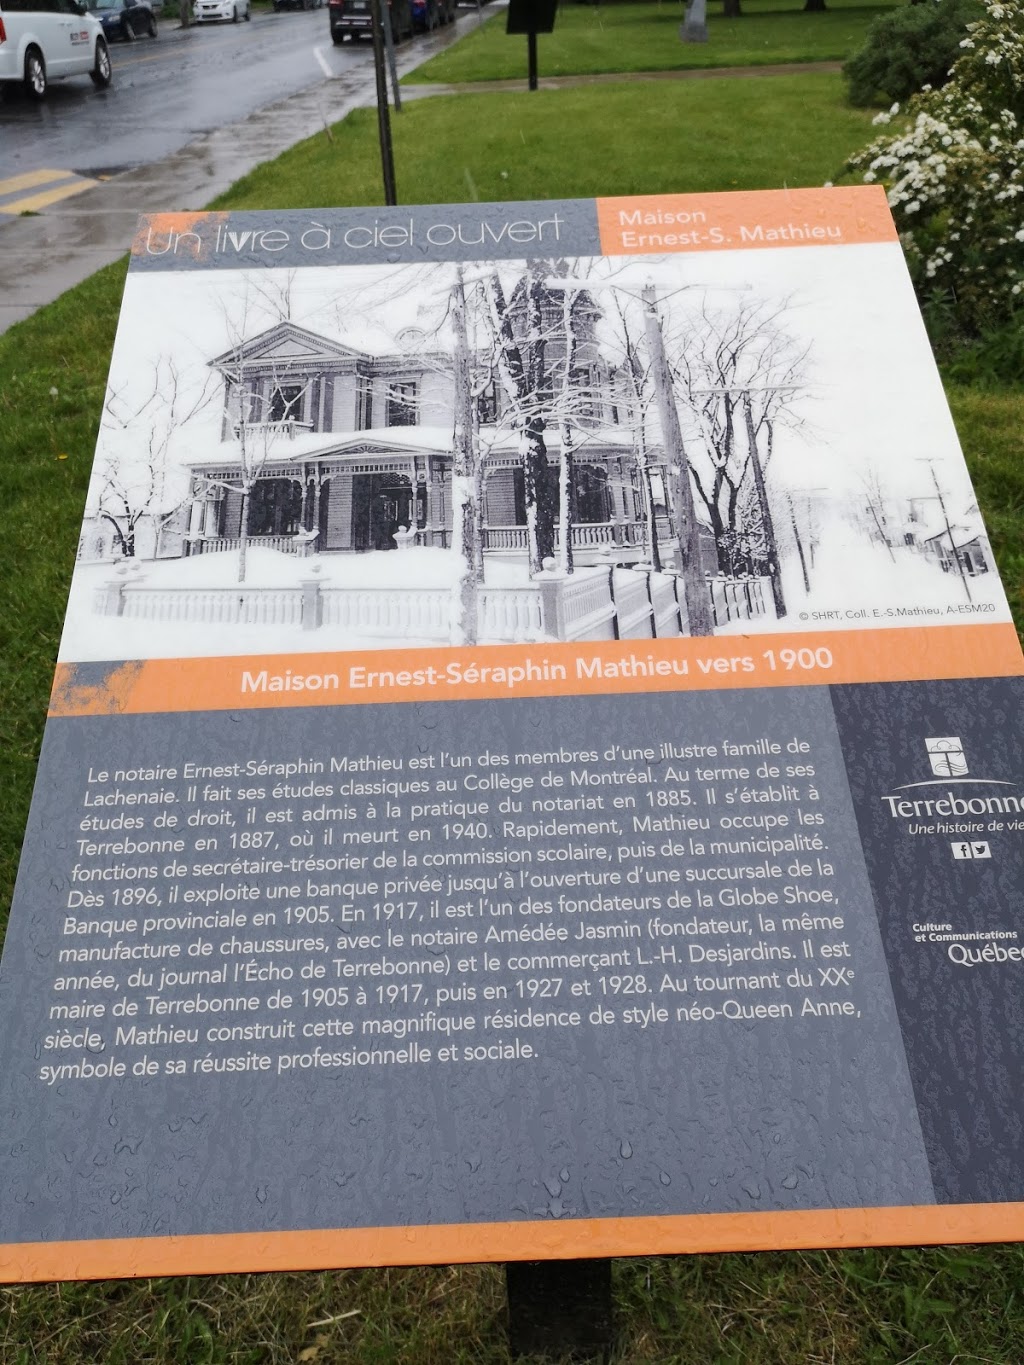 Un livre à ciel ouvert
Maison
Ernest-S. Mathieu
© SHRT, Coll. E.-S.Mathieu, A-ESM20
Maison Ernest-Séraphin Mathieu vers 1900
Le notaire Ernest-Séraphin Mathieu est l'un des membres d'une illustre famille de
Lachenaie. Il fait ses études classiques au Collège de Montréal. Au terme de ses
études de droit, il est admis à la pratique du notariat en 1885. Il s'établit à
Terrebonne en 1887, où il meurt en 1940. Rapidement, Mathieu occupe les
fonctions de secrétaire-trésorier de la commission scolaire, puis de la municipalité.
Dès 1896, il exploite une banque privée jusqu'à l'ouverture d'une succursale de la
Banque provinciale en 1905. En 1917, il est l'un des fondateurs de la Globe Shoe,
manufacture de chaussures, avec le notaire Amédée Jasmin (fondateur, la même
année, du journal l'Écho de Terrebonne) et le commerçant L.-H. Desjardins. Il est
maire de Terrebonne de 1905 à 1917, puis en 1927 et 1928. Au tournant du XXe
siècle, Mathieu construit cette magnifique résidence de style néo-Queen Anne,
symbole de sa réussite professionnelle et sociale.
Terrebonne
Une histoire de vie
Culture
et Communications
Québec